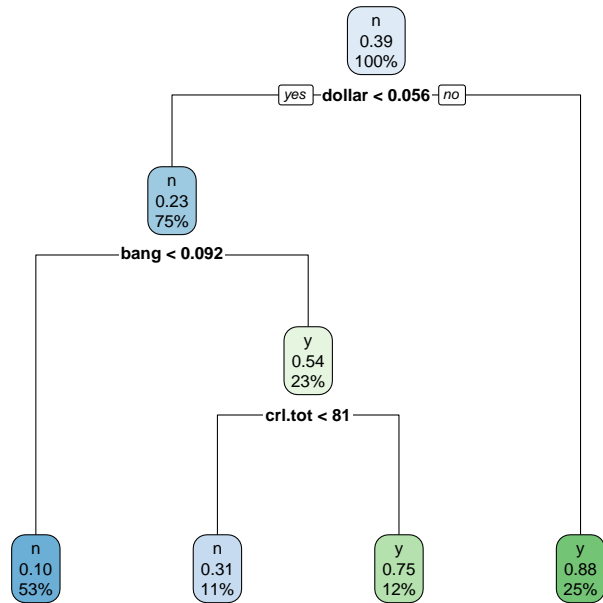 n
0.39
100%
yes dollar < 0.056 no
n
0.23
75%
bang < 0.092
y
0.54
23%
crl.tot < 81
n
0.10
53%
n
0.31
11%
y
0.75
12%
y
0.88
25%